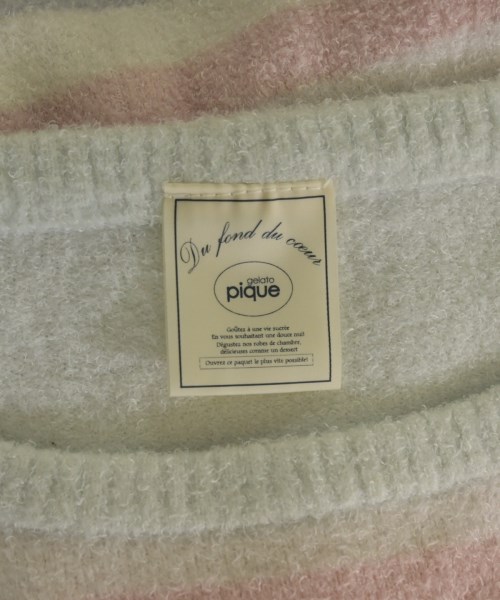 Du fond du cœur
gelato
pique
Goûtez à une vie sucrée
En vous souhaitant une douce nuit
Dégustez nos robes de chambre,
délicieuses comme un dessert
Ouvrez ce paquet le plus vite possible!